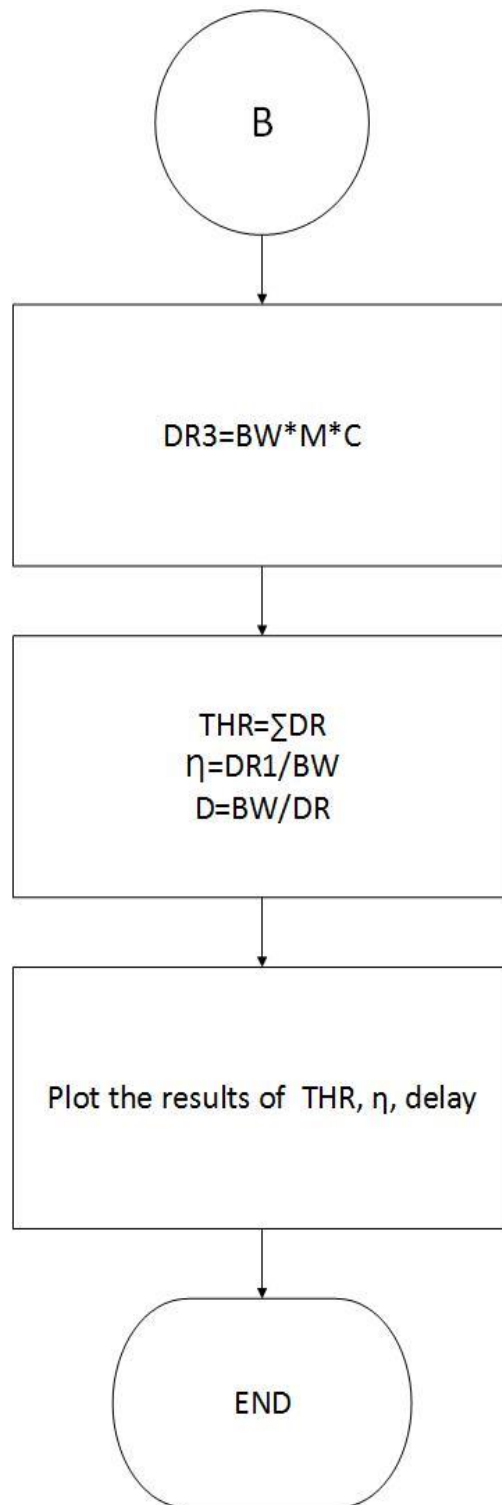 B
DR3=BW*M*C
THR=∑DR
η=DR1/BW
D=BW/DR
Plot the results of THR, η, delay
END